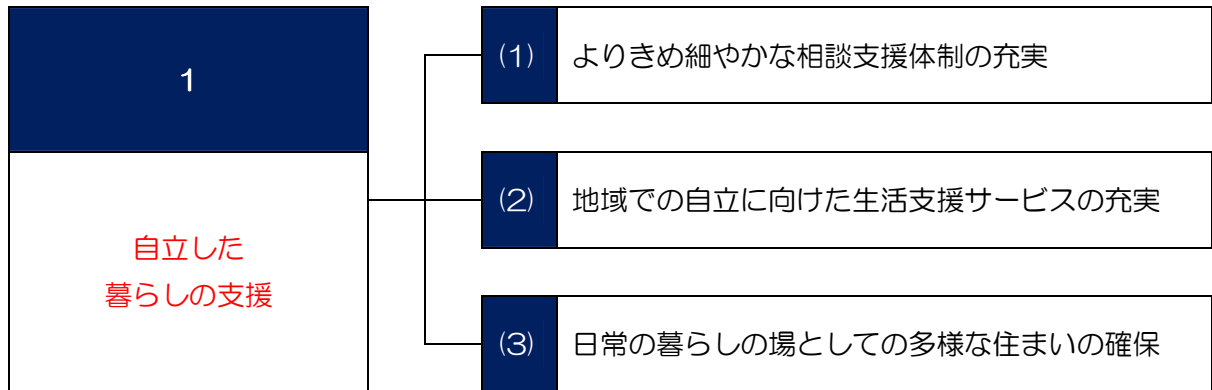 1
自立した
暮らしの支援
(1) よりきめ細やかな相談支援体制の充実
(2) 地域での自立に向けた生活支援サービスの充実
(3) 日常の暮らしの場としての多様な住まいの確保